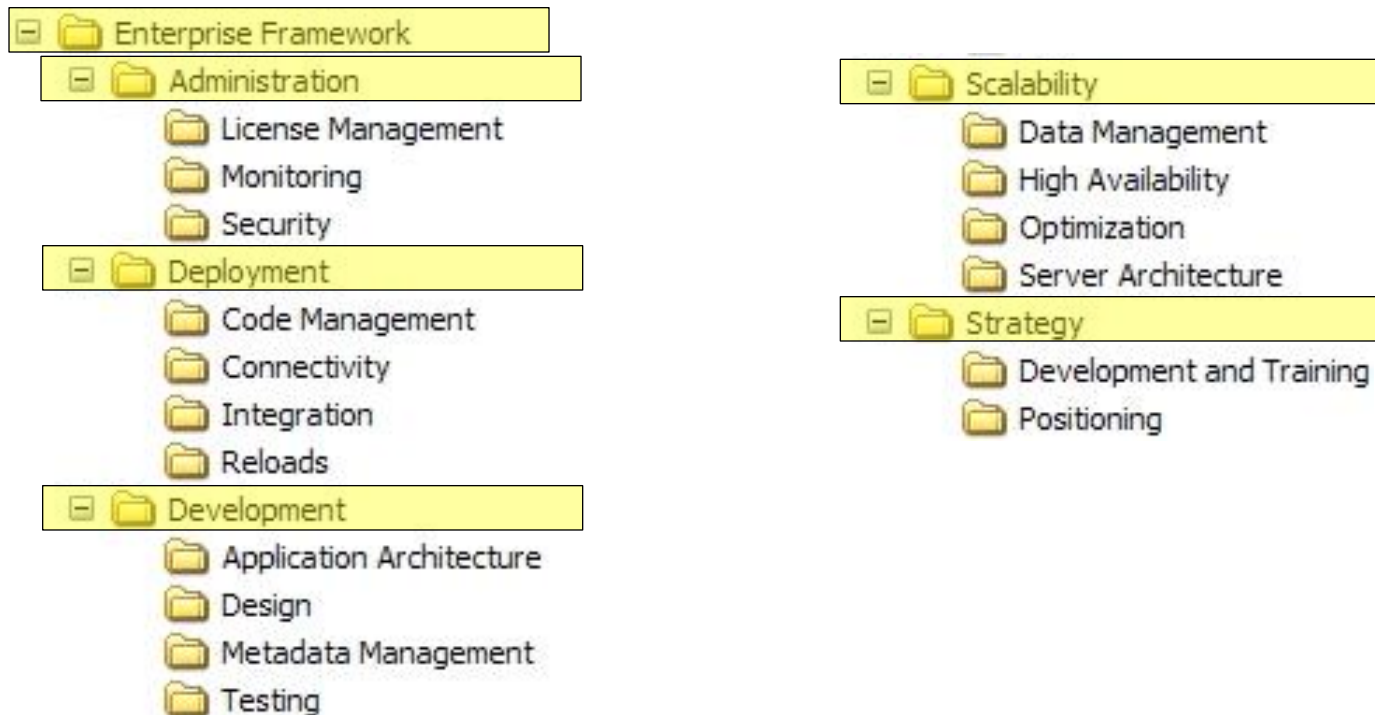 Enterprise Framework
Administration
License Management
Monitoring
Security
Deployment
Code Management
Connectivity
Integration
Reloads
Development
Application Architecture
Design
Metadata Management
Testing
Scalability
Data Management
High Availability
Optimization
Server Architecture
Strategy
Development and Training
Positioning